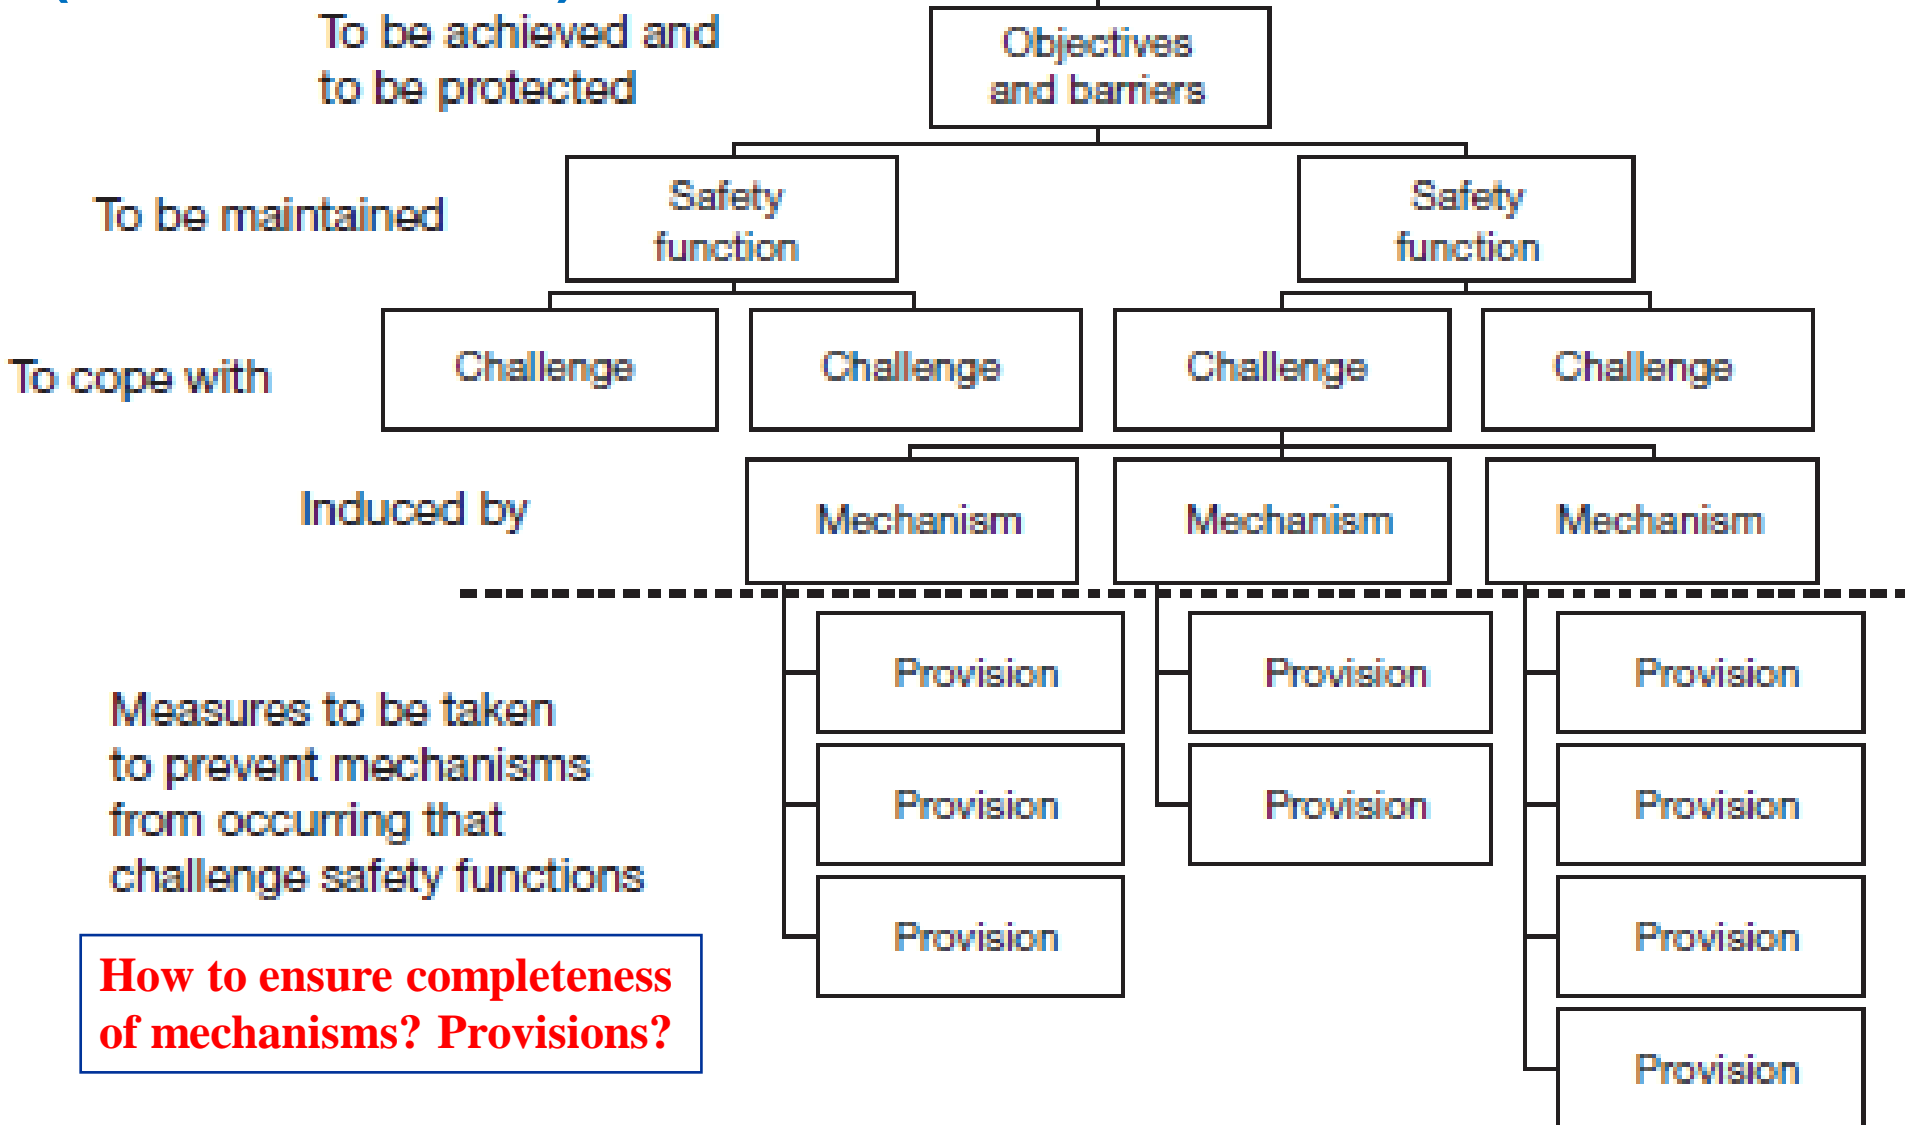 To be achieved and
to be protected
Objectives
and barriers
To be maintained
Safety
function
Safety
function
To cope with
Challenge
Challenge
Challenge
Challenge
Induced by
Mechanism
Mechanism
Mechanism
Measures to be taken
to prevent mechanisms
from occurring that
challenge safety functions
Provision
Provision
Provision
Provision
Provision
Provision
Provision
Provision
Provision
How to ensure completeness
of mechanisms? Provisions?